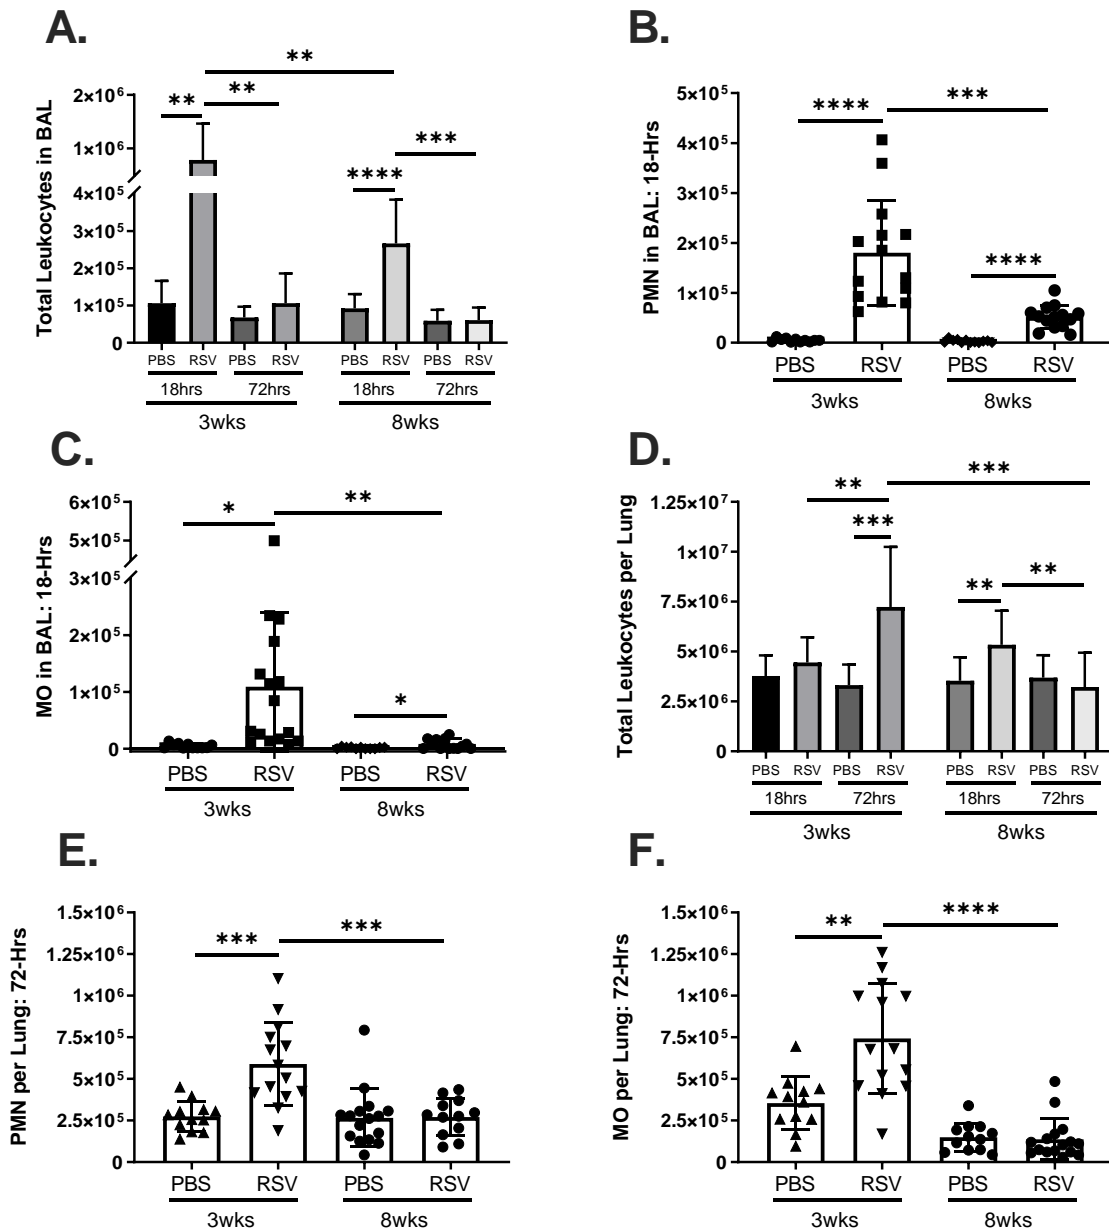 A.
Total Leukocytes in BAL
2×10⁶
1×10⁶
4×10⁵
3×10⁵
2×10⁵
1×10⁵
0
**
** **
***
****
PBS RSV PBS RSV PBS RSV PBS RSV
18hrs 72hrs 18hrs 72hrs
3wks 8wks
B.
PMN in BAL: 18-Hrs
5×10⁵
4×10⁵
3×10⁵
2×10⁵
1×10⁵
0
**** ***
****
PBS RSV PBS RSV
3wks 8wks
C.
MO in BAL: 18-Hrs
6×10⁵
5×10⁵
3×10⁵
2×10⁵
1×10⁵
0
* **
*
PBS RSV PBS RSV
3wks 8wks
D.
Total Leukocytes per Lung
1.25×10⁷
1×10⁷
7.5×10⁶
5×10⁶
2.5×10⁶
0
***
**
***
** **
PBS RSV PBS RSV PBS RSV PBS RSV
18hrs 72hrs 18hrs 72hrs
3wks 8wks
E.
PMN per Lung: 72-Hrs
1.5×10⁶
1.25×10⁶
1×10⁶
7.5×10⁵
5×10⁵
2.5×10⁵
0
*** ***
PBS RSV PBS RSV
3wks 8wks
F.
MO per Lung: 72-Hrs
1.5×10⁶
1.25×10⁶
1×10⁶
7.5×10⁵
5×10⁵
2.5×10⁵
0
** ****
PBS RSV PBS RSV
3wks 8wks